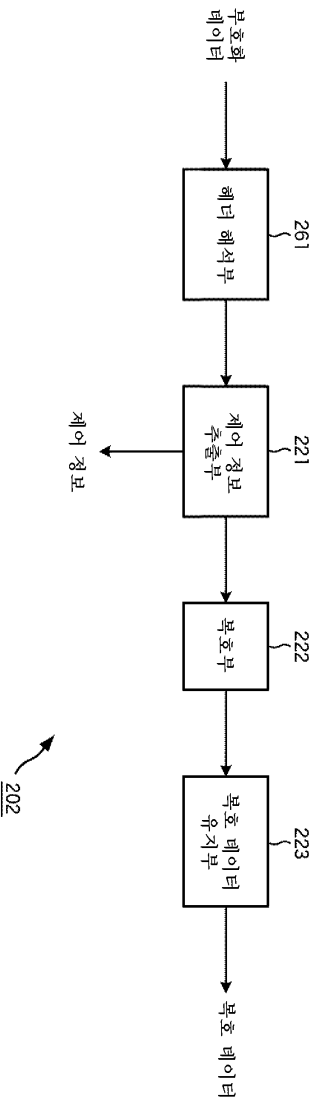 부호화
데이터
261
헤더 해석부
221
제어 정보
추출부
제어 정보
222
복호부
223
복호 데이터
유지부
복호 데이터
202